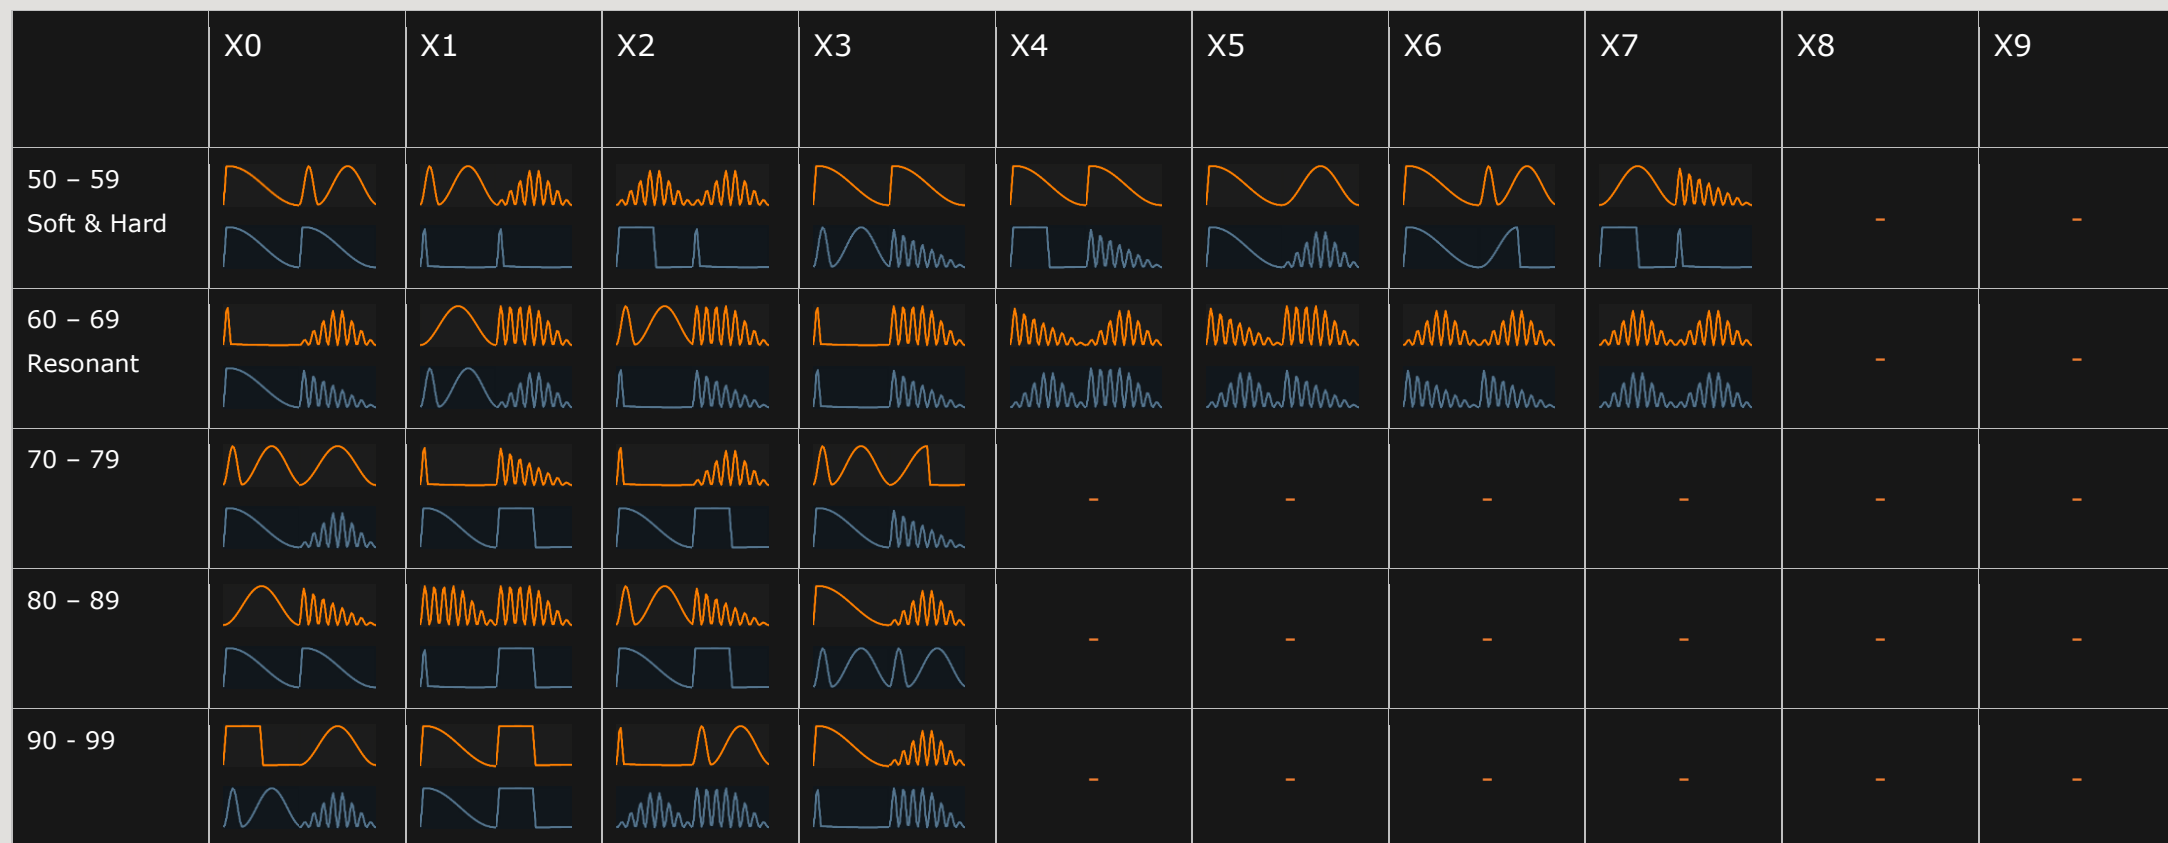 X0 X1 X2 X3 X4 X5 X6 X7 X8 X9
50 – 59
Soft & Hard
- -
60 – 69
Resonant
- -
70 – 79
- - - - - -
80 – 89
- - - - - -
90 - 99
- - - - - -